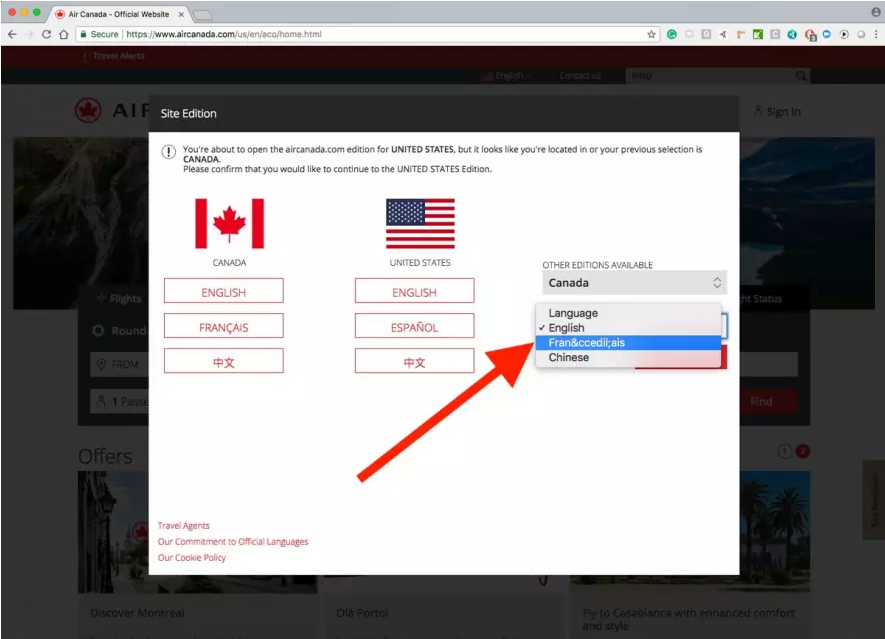 Air Canada - Official Website
Secure | https://www.aircanada.com/us/en/aco/home.html
Travel Alerts
English
Contact us
FIND
AIR
Sign In
Site Edition
You're about to open the aircanada.com edition for UNITED STATES, but it looks like you're located in or your previous selection is
CANADA.
Please confirm that you would like to continue to the UNITED STATES Edition.
CANADA
ENGLISH
FRANÇAIS
中文
UNITED STATES
ENGLISH
ESPAÑOL
中文
OTHER EDITIONS AVAILABLE
Canada
Language
✓ English
Fran&ccedil;ais
Chinese
Flights
ht Status
Round-
FROM
1 Passe
Find
Offers
1 2
Travel Agents
Our Commitment to Official Languages
Our Cookie Policy
Discover Montréal
Olá Porto!
Fly to Casablanca with enhanced comfort
and style